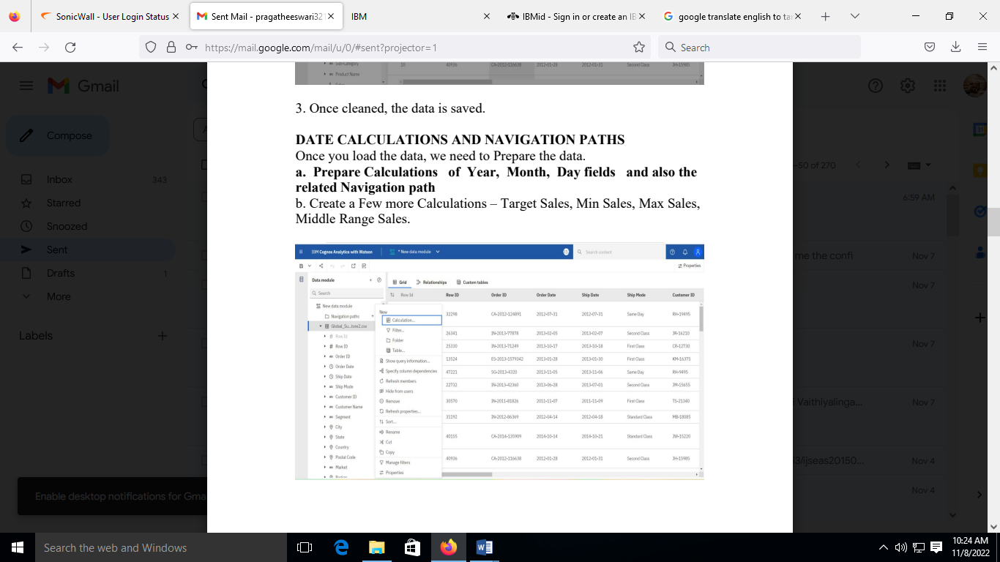 SonicWall - User Login Status
Sent Mail - pragatheeswari321
IBM
IBMid - Sign in or create an IB
google translate english to ta
https://mail.google.com/mail/u/0/#sent?projector=1
Search
Gmail
Compose
Inbox 343
Starred
Snoozed
Sent
Drafts 1
More
Labels
Enable desktop notifications for Gma
Sub-Category
Product Name
10 40936 CA-2012-116638 2012-01-28 2012-01-31 Second Class JH-15985
3. Once cleaned, the data is saved.
DATE CALCULATIONS AND NAVIGATION PATHS
Once you load the data, we need to Prepare the data.
a. Prepare Calculations of Year, Month, Day fields and also the
related Navigation path
b. Create a Few more Calculations – Target Sales, Min Sales, Max Sales,
Middle Range Sales.
IBM Cognos Analytics with Watson
* New data module
Search content
Properties
Data module
Search
New data module
Navigation paths
Global_Su...tore2.csv
Row Id
Row ID
Order ID
Order Date
Ship Date
Ship Mode
Customer ID
Customer Name
Segment
City
State
Country
Postal Code
Market
Region
New
Calculation...
Filter...
Folder
Table...
Show query information...
Specify column dependencies
Refresh members
Hide from users
Remove
Refresh properties...
Sort...
Rename
Cut
Copy
Manage filters
Properties
Grid Relationships Custom tables
Row Id Row ID Order ID Order Date Ship Date Ship Mode Customer ID
32298 CA-2012-124891 2012-07-31 2012-07-31 Same Day RH-19495
26341 IN-2013-77878 2013-02-05 2013-02-07 Second Class JR-16210
25330 IN-2013-71249 2013-10-17 2013-10-18 First Class CR-12730
13524 ES-2013-1579342 2013-01-28 2013-01-30 First Class KM-16375
47221 SG-2013-4320 2013-11-05 2013-11-06 Same Day RH-9495
22732 IN-2013-42360 2013-06-28 2013-07-01 Second Class JM-15655
30570 IN-2011-81826 2011-11-07 2011-11-09 First Class TS-21340
31192 IN-2012-86369 2012-04-14 2012-04-18 Standard Class MB-18085
40155 CA-2014-135909 2014-10-14 2014-10-21 Standard Class JW-15220
40936 CA-2012-116638 2012-01-28 2012-01-31 Second Class JH-15985
-50 of 270
6:59 AM
me the confi Nov 7
Nov 7
Nov 7
Vaithiyalinga... Nov 7
3/ijseas20150... Nov 4
Nov 4
Search the web and Windows
10:24 AM
11/8/2022